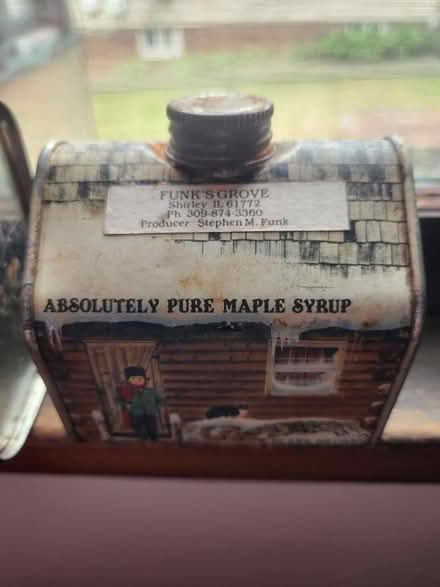 FUNK'S GROVE
Shirley IL 61772
Ph. 309-874-3360
Producer Stephen M. Funk
ABSOLUTELY PURE MAPLE SYRUP